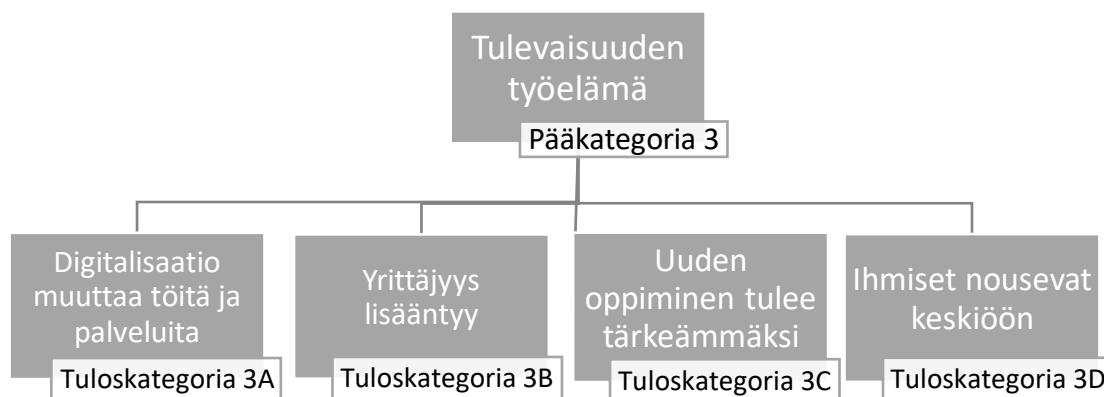 Tulevaisuuden
työelämä
Pääkategoria 3
Digitalisaatio
muuttaa töitä ja
palveluita
Tuloskategoria 3A
Yrittäjyys
lisääntyy
Tuloskategoria 3B
Uuden
oppiminen tulee
tärkeämmäksi
Tuloskategoria 3C
Ihmiset nousevat
keskiöön
Tuloskategoria 3D